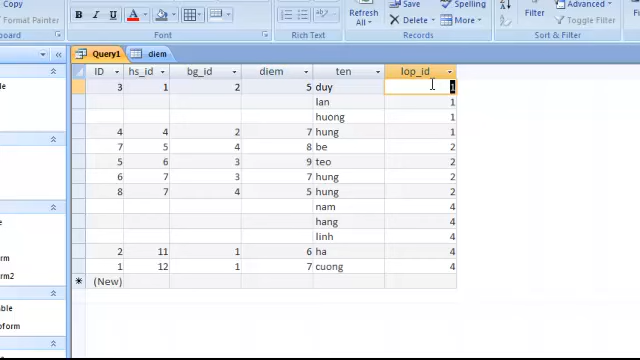 Spelling
B I U
Refresh
All
Delete
More
Filter
Advanced
Toggle Filter
Board
Font
Rich Text
Records
Sort & Filter
Query1 diem
ID hs_id bg_id diem ten lop_id
3 1 2 5 duy 1
lan 1
huong 1
4 4 2 7 hung 1
7 5 4 8 be 2
5 6 3 9 teo 2
6 7 3 7 hung 2
8 7 4 5 hung 2
nam 4
hang 4
linh 4
2 11 1 6 ha 4
1 12 1 7 cuong 4
(New)